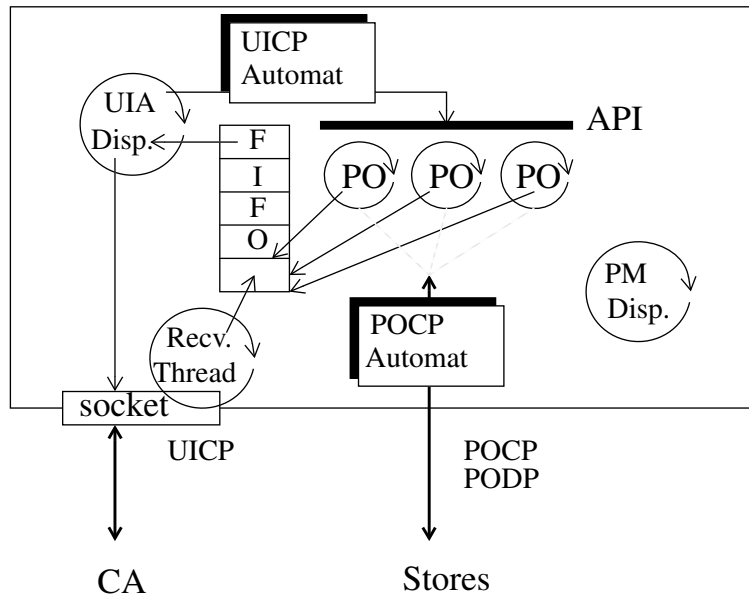 UICP
Automat
UIA
Disp.
API
F
I
F
O
PO
PO
PO
PM
Disp.
Recv.
Thread
POCP
Automat
socket
UICP
POCP
PODP
CA
Stores